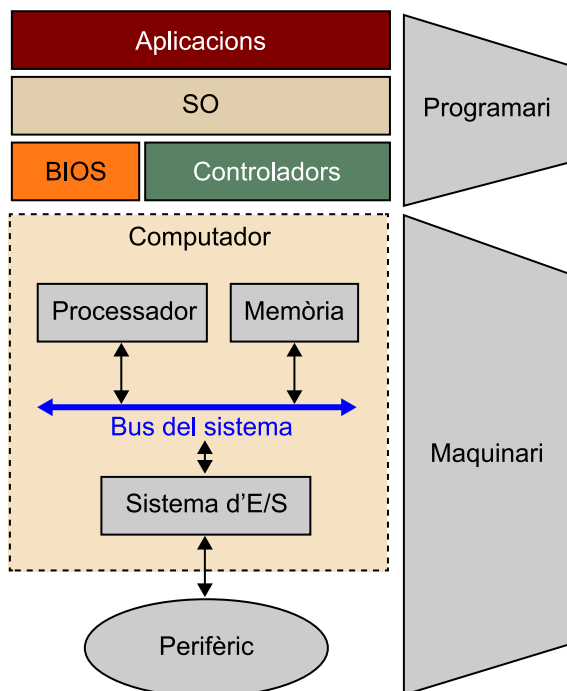 Aplicacions
SO
Programari
BIOS
Controladors
Computador
Processador
Memòria
Bus del sistema
Maquinari
Sistema d'E/S
Perifèric